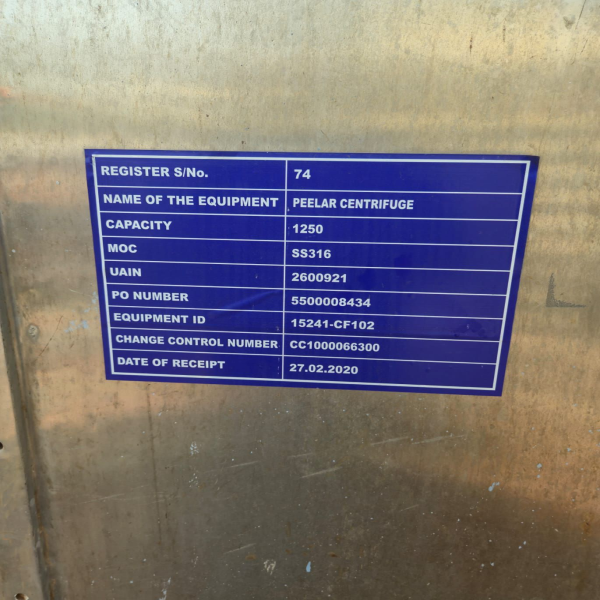 REGISTER S/No. 74
NAME OF THE EQUIPMENT PEELAR CENTRIFUGE
CAPACITY 1250
MOC SS316
UAIN 2600921
PO NUMBER 5500008434
EQUIPMENT ID 15241-CF102
CHANGE CONTROL NUMBER CC1000066300
DATE OF RECEIPT 27.02.2020